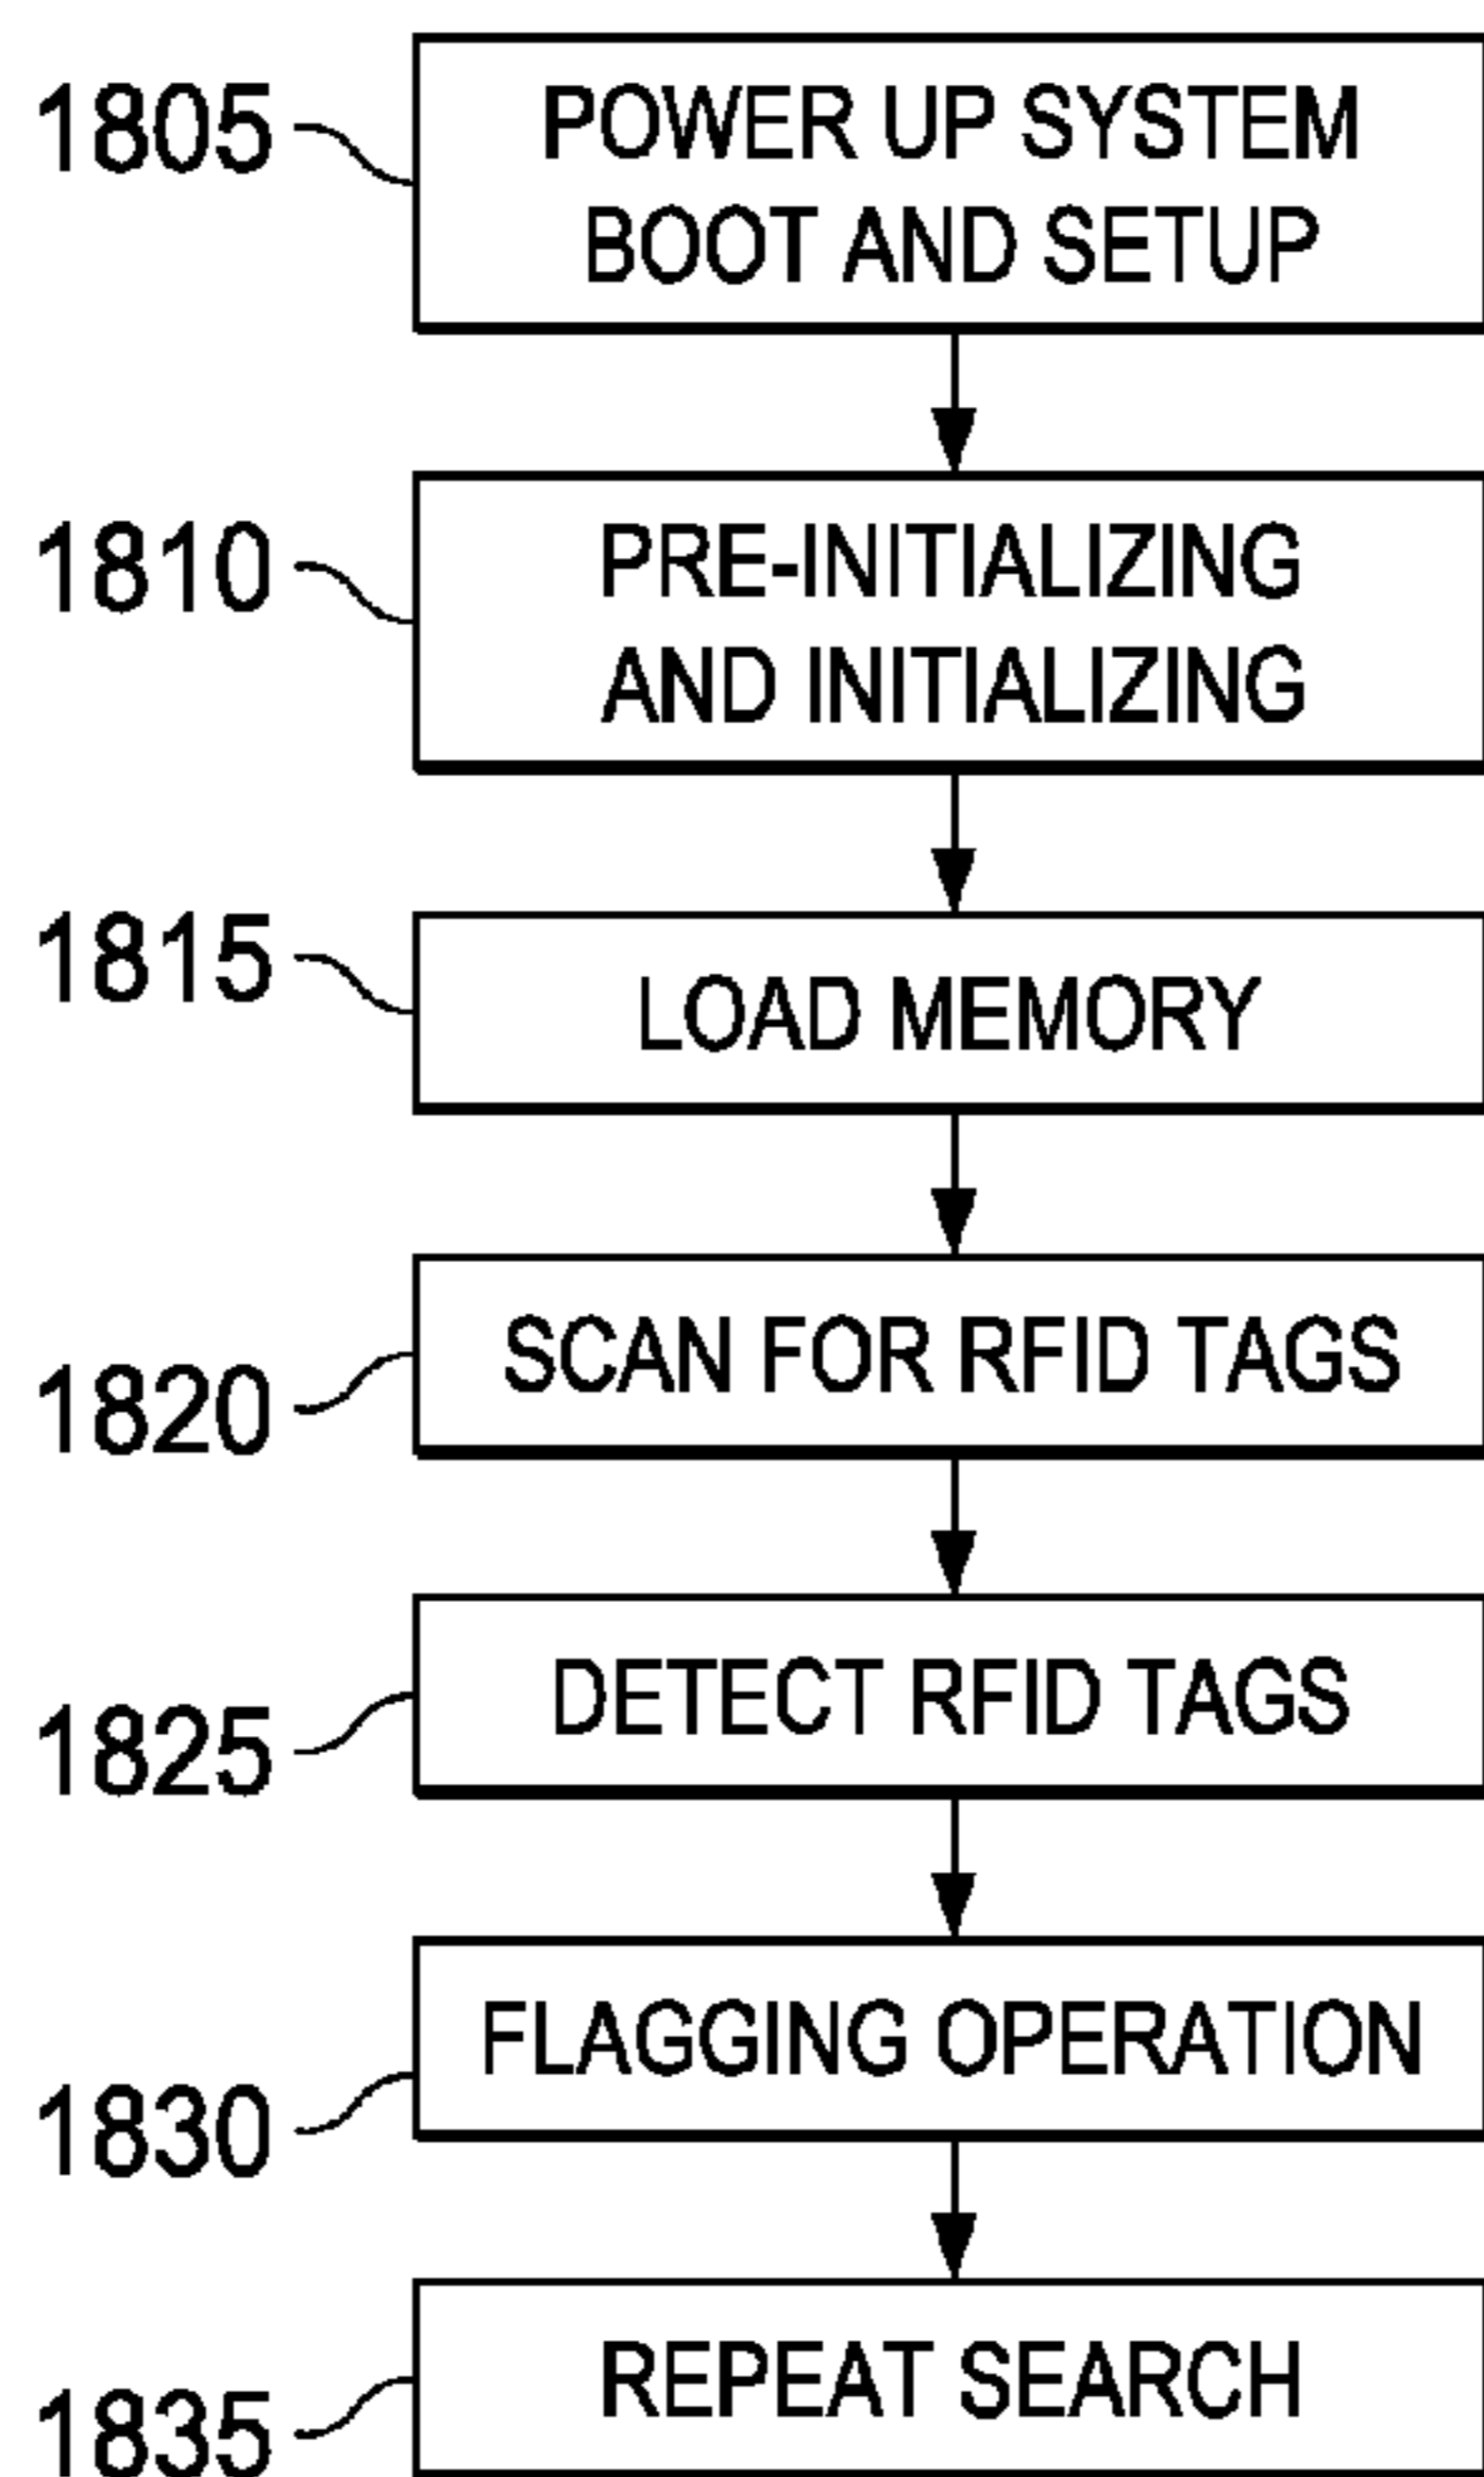 1805
POWER UP SYSTEM
BOOT AND SETUP
1810
PRE-INITIALIZING
AND INITIALIZING
1815
LOAD MEMORY
1820
SCAN FOR RFID TAGS
1825
DETECT RFID TAGS
1830
FLAGGING OPERATION
1835
REPEAT SEARCH